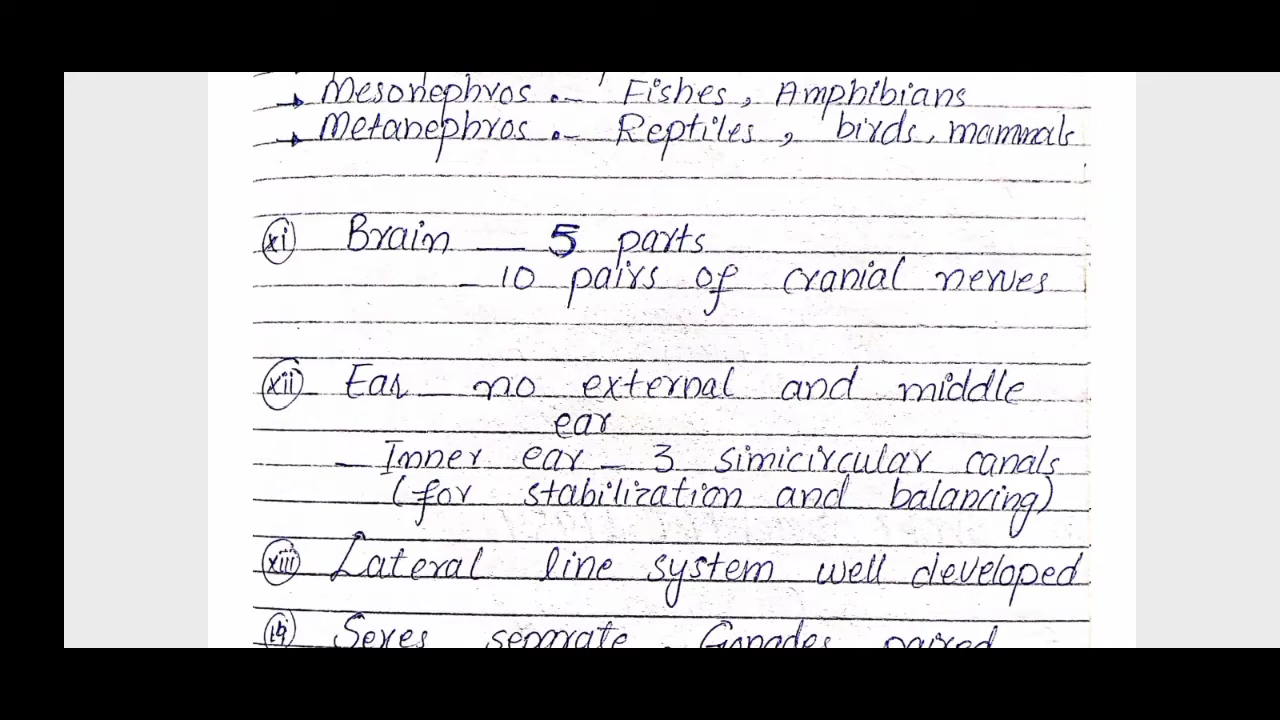 → Mesonephros :- Fishes, Amphibians
→ Metanephros :- Reptiles, birds, mammals
(xi) Brain — 5 parts
- 10 pairs of cranial nerves
(xii) Ear - no external and middle
ear
- Inner ear - 3 simicircular canals
(for stabilization and balancing)
(xiii) Lateral line system well developed
Sexes separate. Gonades paired